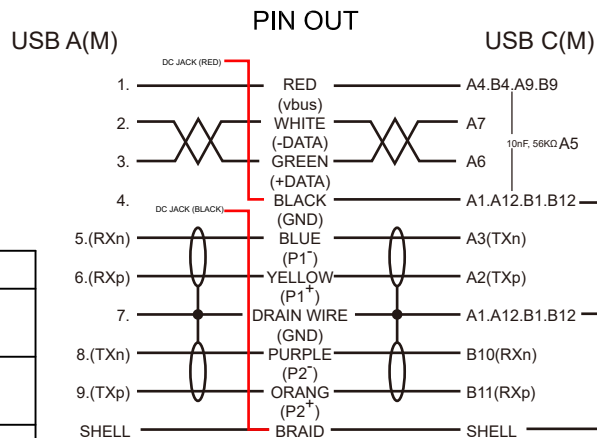 PIN OUT
USB A(M) USB C(M)
DC JACK (RED)
1. RED A4.B4.A9.B9
(vbus)
2. WHITE A7
(-DATA)
10nF, 56KΩ A5
3. GREEN A6
(+DATA)
4. BLACK A1.A12.B1.B12
DC JACK (BLACK)
(GND)
5.(RXn) BLUE A3(TXn)
(P1-)
6.(RXp) YELLOW A2(TXp)
(P1+)
7. DRAIN WIRE A1.A12.B1.B12
(GND)
8.(TXn) PURPLE B10(RXn)
(P2-)
9.(TXp) ORANG B11(RXp)
(P2+)
SHELL BRAID SHELL